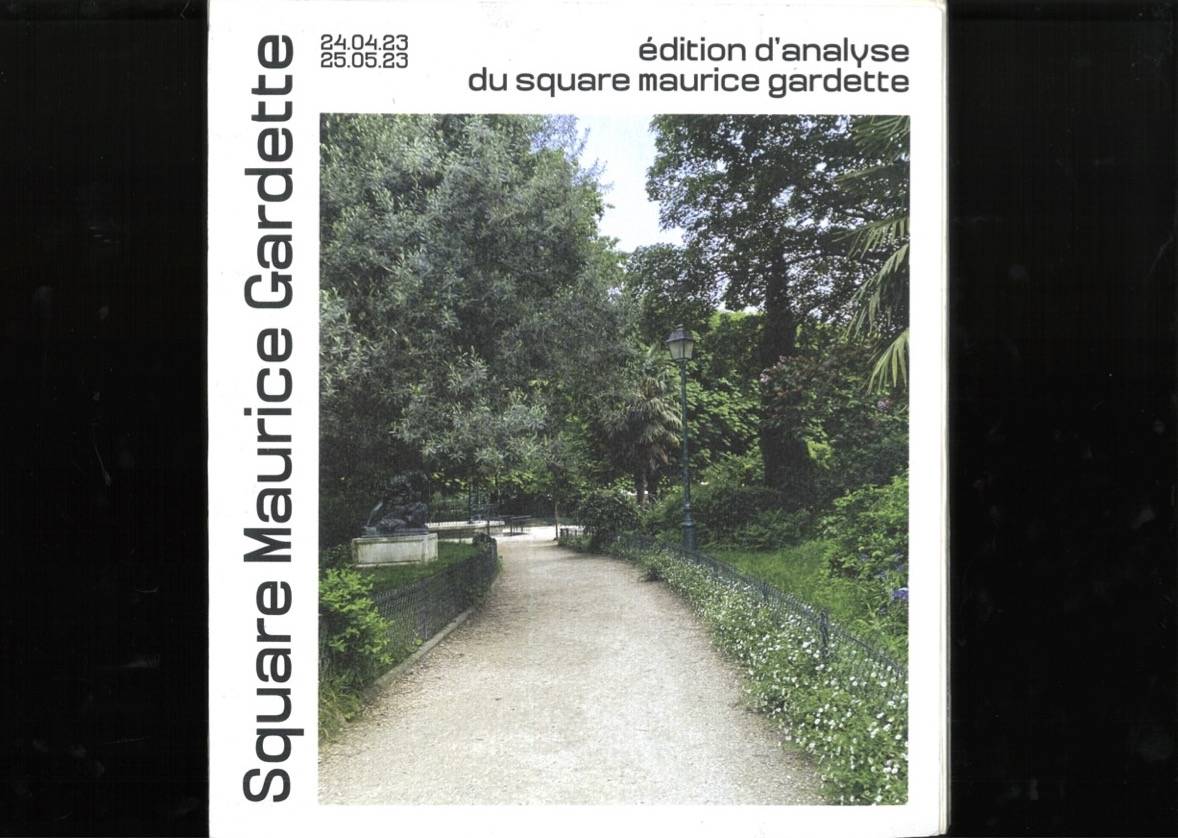 Square Maurice Gardette
24.04.23
25.05.23
édition d'analyse
du square maurice gardette